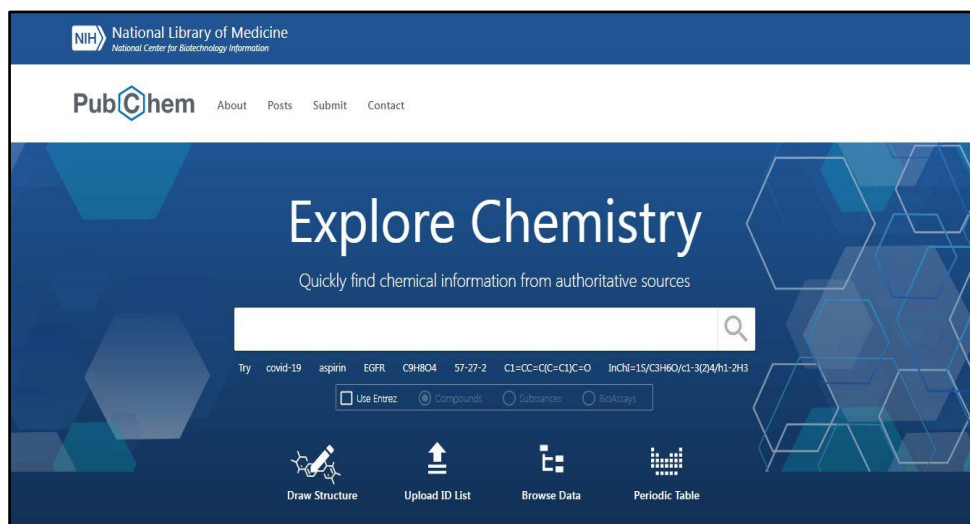 NIH National Library of Medicine
National Center for Biotechnology Information
PubChem About Posts Submit Contact
Explore Chemistry
Quickly find chemical information from authoritative sources
Try covid-19 aspirin EGFR C9H8O4 57-27-2 C1=CC=C(C=C1)C=O InChI=1S/C3H6O/c1-3(2)4/h1-2H3
Use Entrez Compounds Substances BioAssays
Draw Structure Upload ID List Browse Data Periodic Table